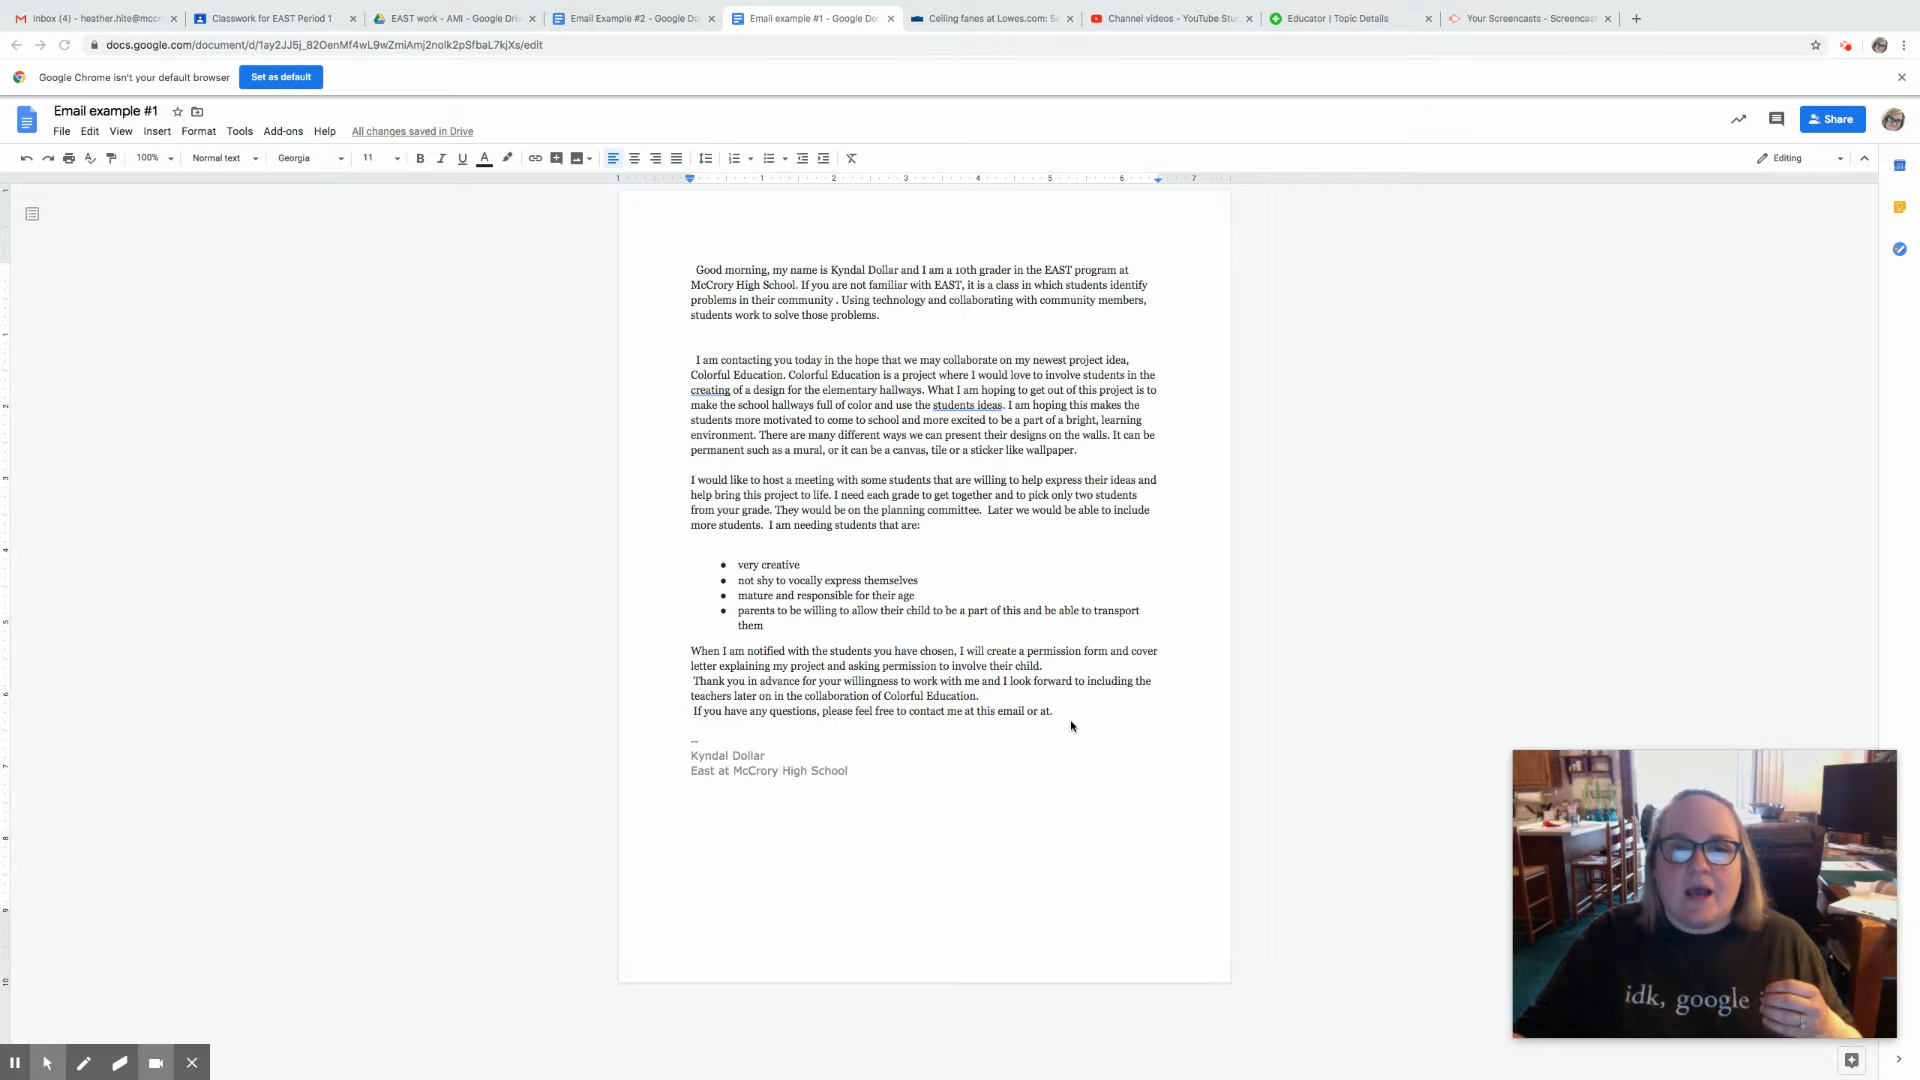 Inbox (4) - heather.hite@mccr
Classwork for EAST Period 1
EAST work - AMI - Google Dri
Email Example #2 - Google Do
Email example #1 - Google Do
Ceiling fanes at Lowes.com: Se
Channel videos - YouTube Stu
Educator | Topic Details
Your Screencasts - Screencas
docs.google.com/document/d/1ay2JJ5j_82OenMf4wL9wZmiAmj2nolk2pSfbaL7kjXs/edit
Google Chrome isn't your default browser
Set as default
Email example #1
File Edit View Insert Format Tools Add-ons Help All changes saved in Drive
Share
100% Normal text Georgia 11 B I U A Editing
1 1 2 3 4 5 6 7
Good morning, my name is Kyndal Dollar and I am a 10th grader in the EAST program at
McCrory High School. If you are not familiar with EAST, it is a class in which students identify
problems in their community . Using technology and collaborating with community members,
students work to solve those problems.
I am contacting you today in the hope that we may collaborate on my newest project idea,
Colorful Education. Colorful Education is a project where I would love to involve students in the
creating of a design for the elementary hallways. What I am hoping to get out of this project is to
make the school hallways full of color and use the students ideas. I am hoping this makes the
students more motivated to come to school and more excited to be a part of a bright, learning
environment. There are many different ways we can present their designs on the walls. It can be
permanent such as a mural, or it can be a canvas, tile or a sticker like wallpaper.
I would like to host a meeting with some students that are willing to help express their ideas and
help bring this project to life. I need each grade to get together and to pick only two students
from your grade. They would be on the planning committee.  Later we would be able to include
more students.  I am needing students that are:
● very creative
● not shy to vocally express themselves
● mature and responsible for their age
● parents to be willing to allow their child to be a part of this and be able to transport
them
When I am notified with the students you have chosen, I will create a permission form and cover
letter explaining my project and asking permission to involve their child.
Thank you in advance for your willingness to work with me and I look forward to including the
teachers later on in the collaboration of Colorful Education.
If you have any questions, please feel free to contact me at this email or at.
--
Kyndal Dollar
East at McCrory High School
idk, google